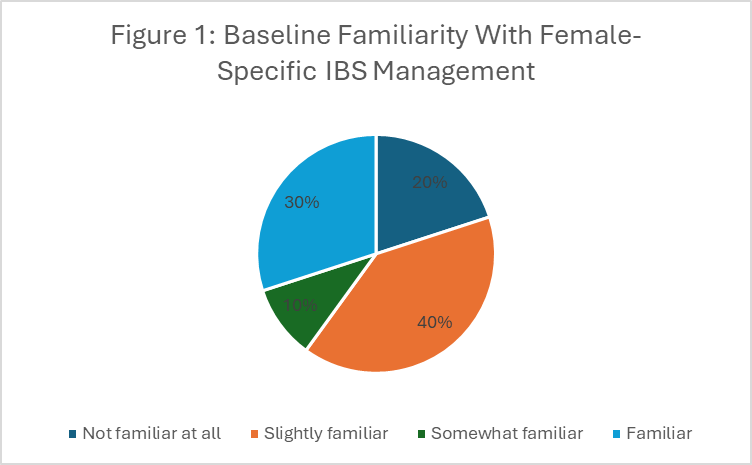 Figure 1: Baseline Familiarity With Female-
Specific IBS Management
20%
30%
10%
40%
Not familiar at all
Slightly familiar
Somewhat familiar
Familiar